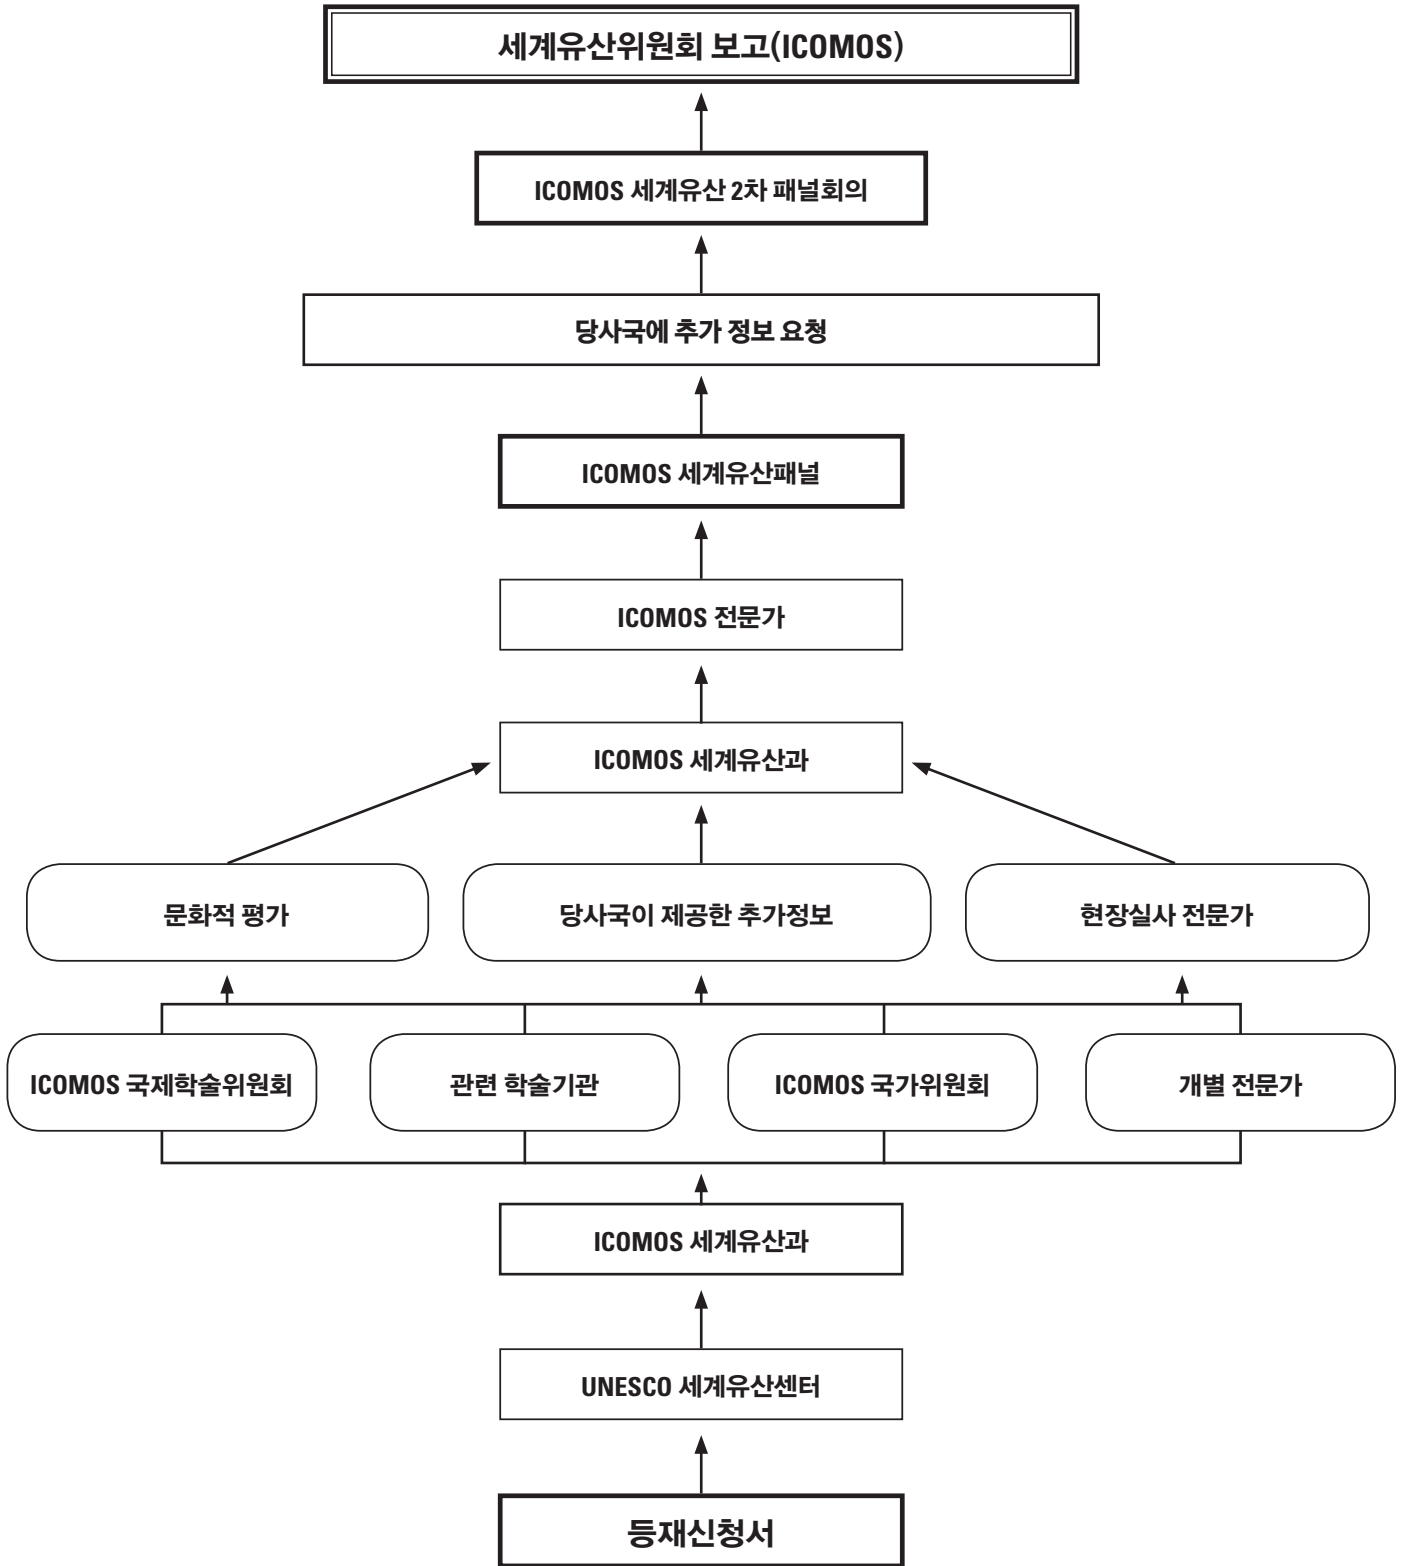 세계유산위원회 보고(ICOMOS)
ICOMOS 세계유산 2차 패널회의
당사국에 추가 정보 요청
ICOMOS 세계유산패널
ICOMOS 전문가
ICOMOS 세계유산과
문화적 평가
당사국이 제공한 추가정보
현장실사 전문가
ICOMOS 국제학술위원회
관련 학술기관
ICOMOS 국가위원회
개별 전문가
ICOMOS 세계유산과
UNESCO 세계유산센터
등재신청서